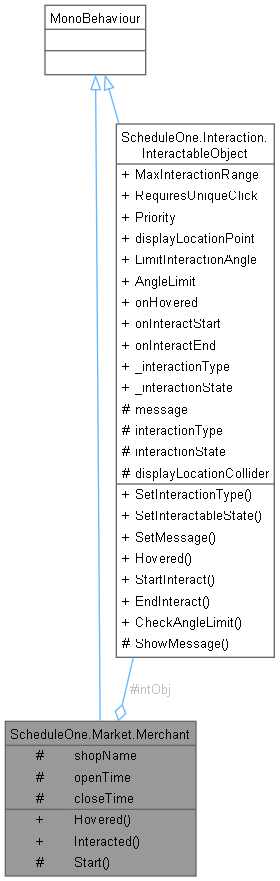 MonoBehaviour
ScheduleOne.Interaction.
InteractableObject
+ MaxInteractionRange
+ RequiresUniqueClick
+ Priority
+ displayLocationPoint
+ LimitInteractionAngle
+ AngleLimit
+ onHovered
+ onInteractStart
+ onInteractEnd
+ _interactionType
+ _interactionState
# message
# interactionType
# interactionState
# displayLocationCollider
+ SetInteractionType()
+ SetInteractableState()
+ SetMessage()
+ Hovered()
+ StartInteract()
+ EndInteract()
+ CheckAngleLimit()
# ShowMessage()
#intObj
ScheduleOne.Market.Merchant
# shopName
# openTime
# closeTime
+ Hovered()
+ Interacted()
# Start()